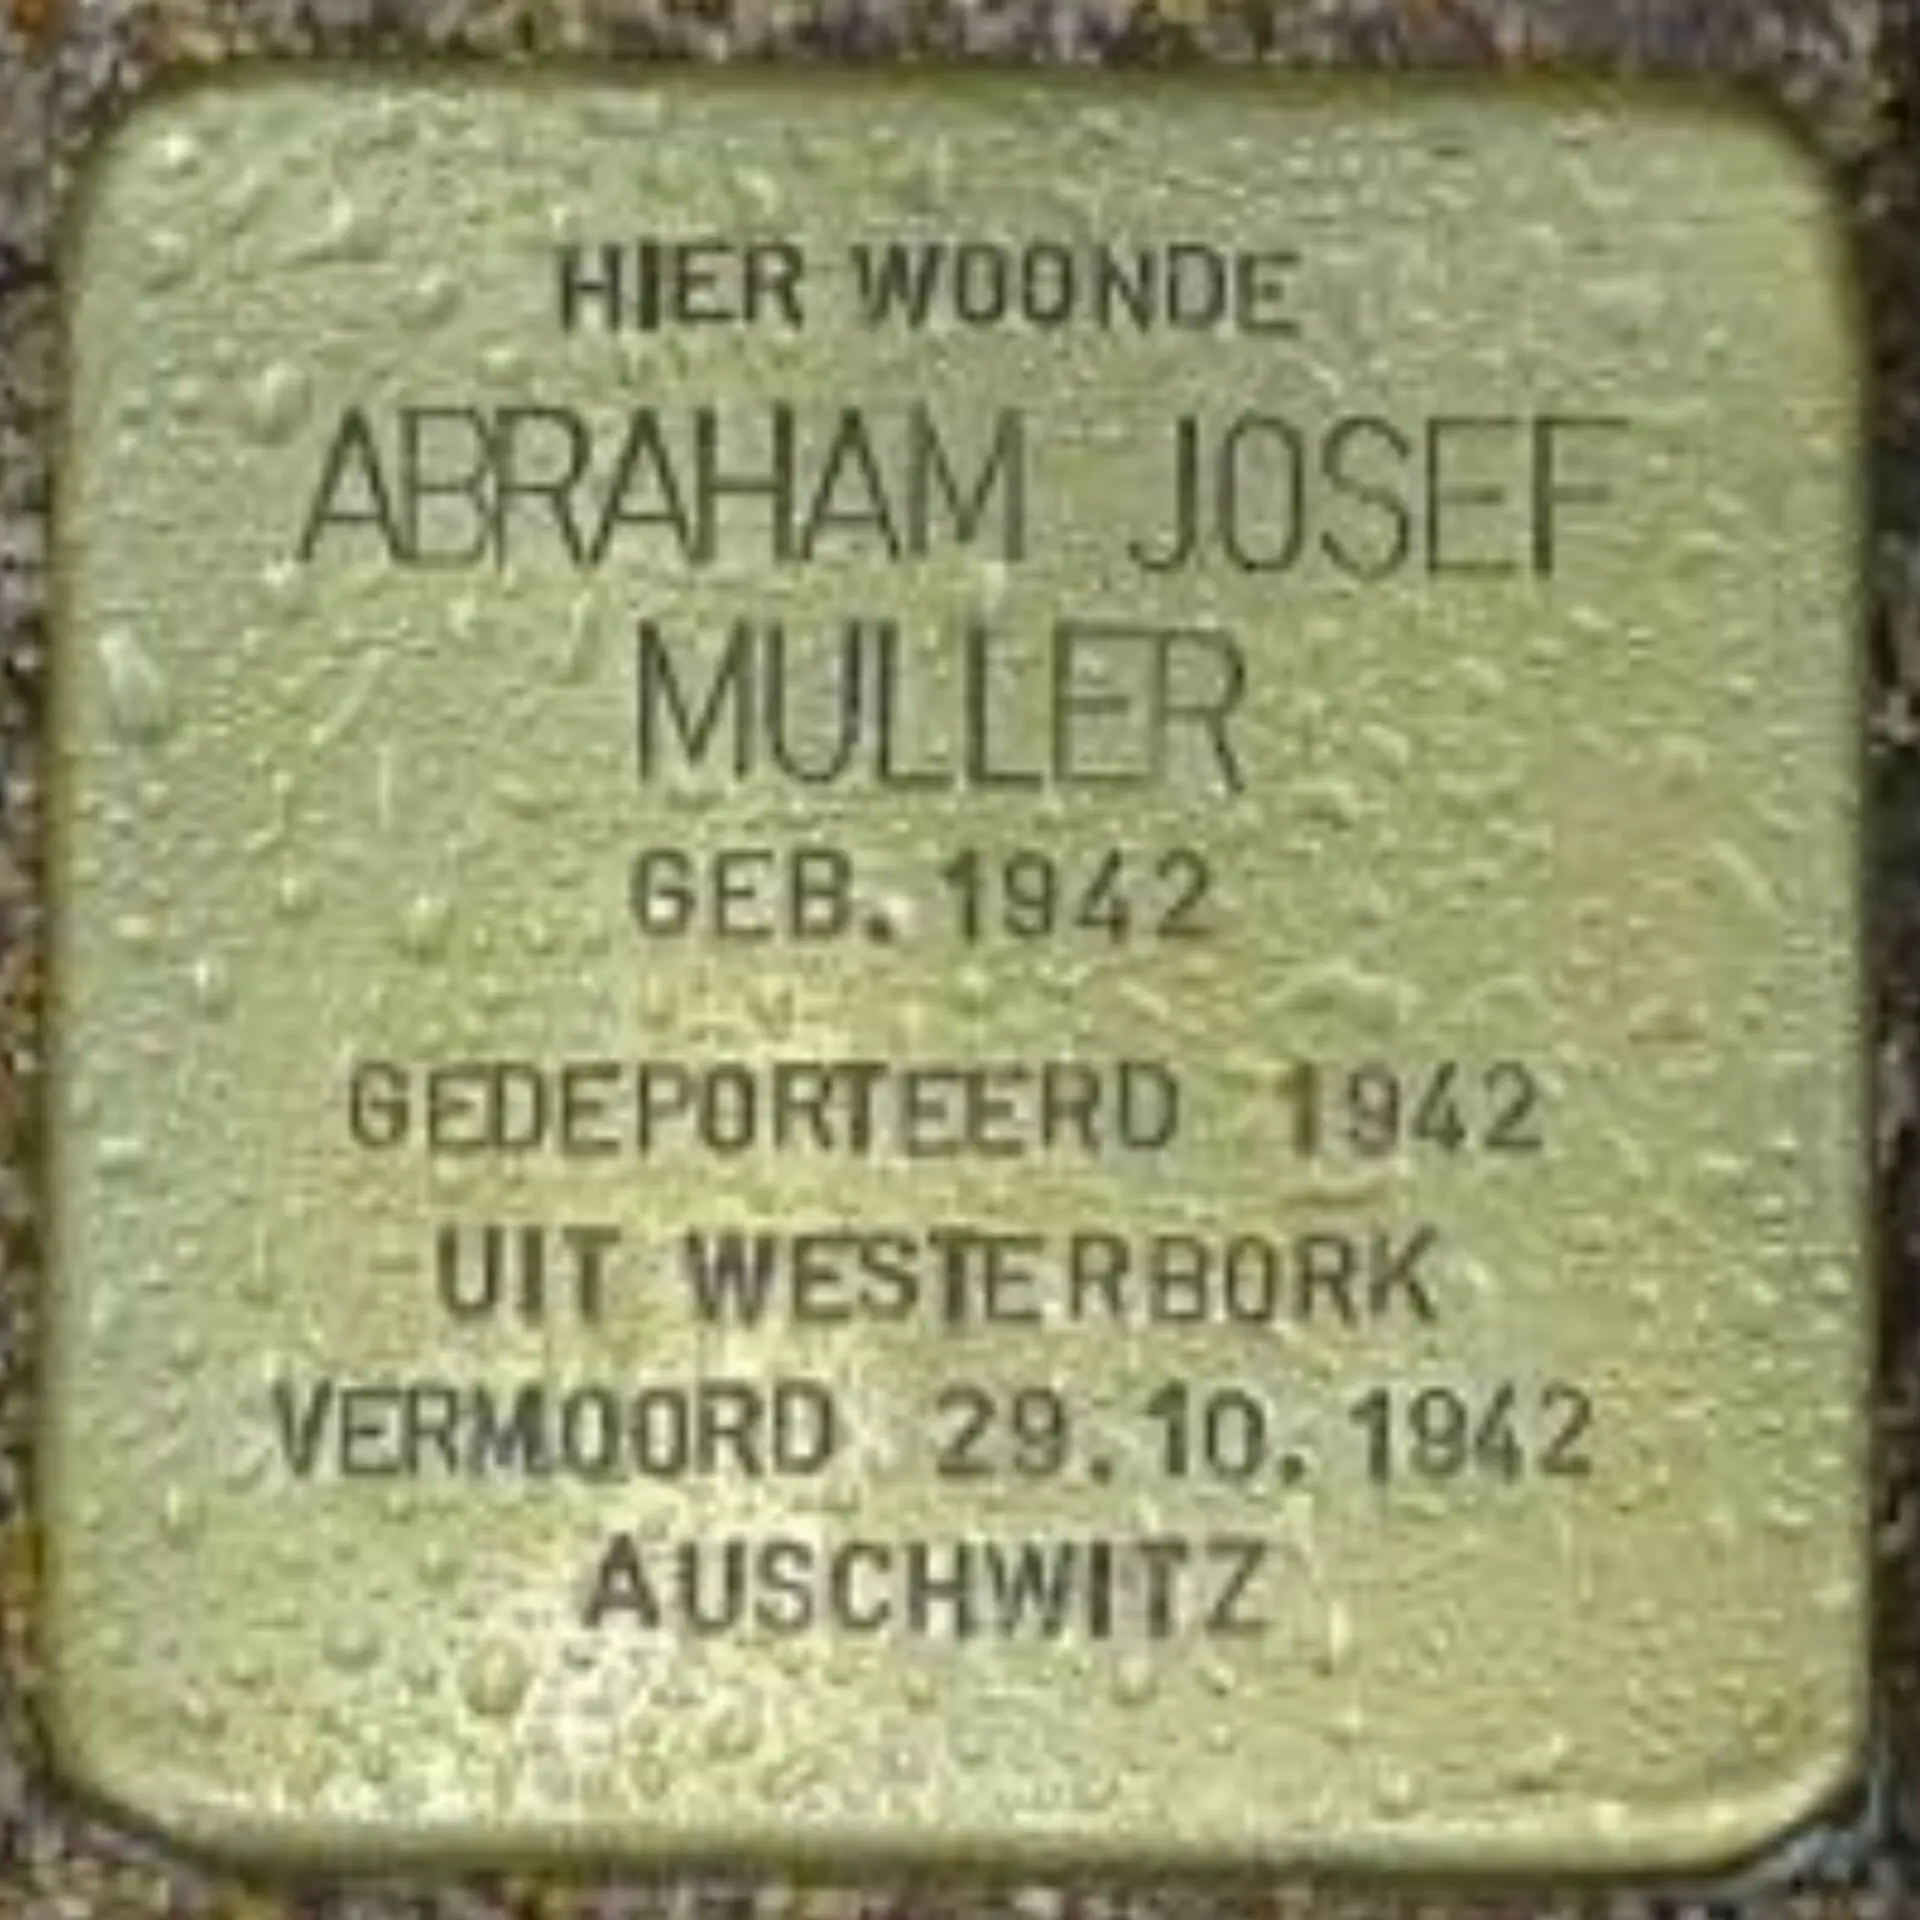 HIER WOONDE
ABRAHAM JOSEF
MULLER
GEB. 1942
GEDEPORTEERD 1942
UIT WESTERBORK
VERMOORD 29.10.1942
AUSCHWITZ